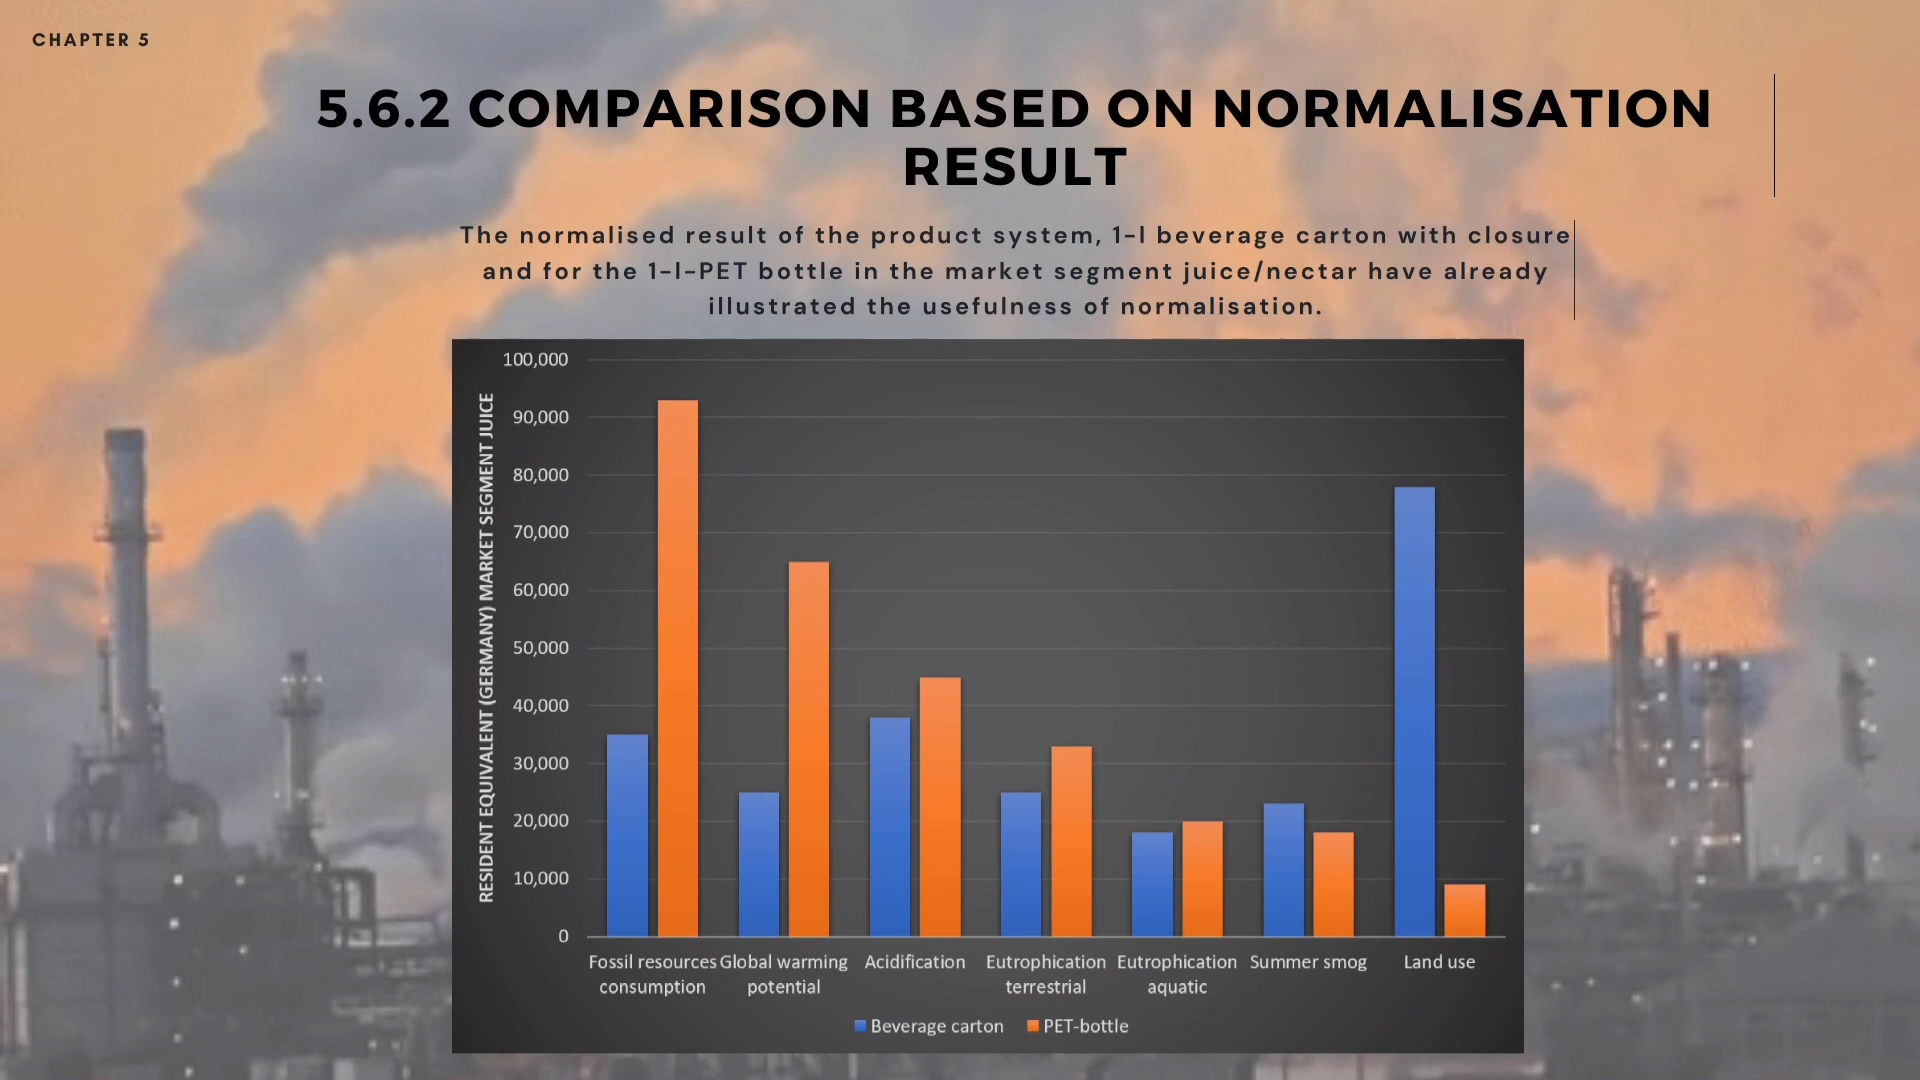 CHAPTER 5
5.6.2 COMPARISON BASED ON NORMALISATION
RESULT
The normalised result of the product system, 1-l beverage carton with closure
and for the 1-l-PET bottle in the market segment juice/nectar have already
illustrated the usefulness of normalisation.
RESIDENT EQUIVALENT (GERMANY) MARKET SEGMENT JUICE
100,000
90,000
80,000
70,000
60,000
50,000
40,000
30,000
20,000
10,000
0
Fossil resources
consumption
Global warming
potential
Acidification
Eutrophication
terrestrial
Eutrophication
aquatic
Summer smog
Land use
Beverage carton
PET-bottle